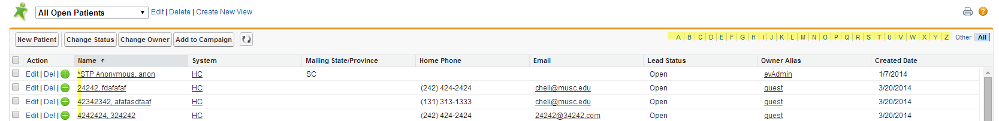 All Open Patients ▼ Edit | Delete | Create New View ?
New Patient Change Status Change Owner Add to Campaign A B C D E F G H I J K L M N O P Q R S T U V W X Y Z Other All
Action Name ↑ System Mailing State/Province Home Phone Email Lead Status Owner Alias Created Date
Edit | Del | *STP Anonymous, anon HC SC Open evAdmin 1/7/2014
Edit | Del | 24242, fdafafaf HC (242) 424-2424 cheli@musc.edu Open guest 3/20/2014
Edit | Del | 42342342, afafasdfaaf HC (131) 313-1333 cheli@musc.edu Open guest 3/20/2014
Edit | Del | 4242424, 324242 HC (242) 424-2424 24242@34242.com Open guest 3/20/2014